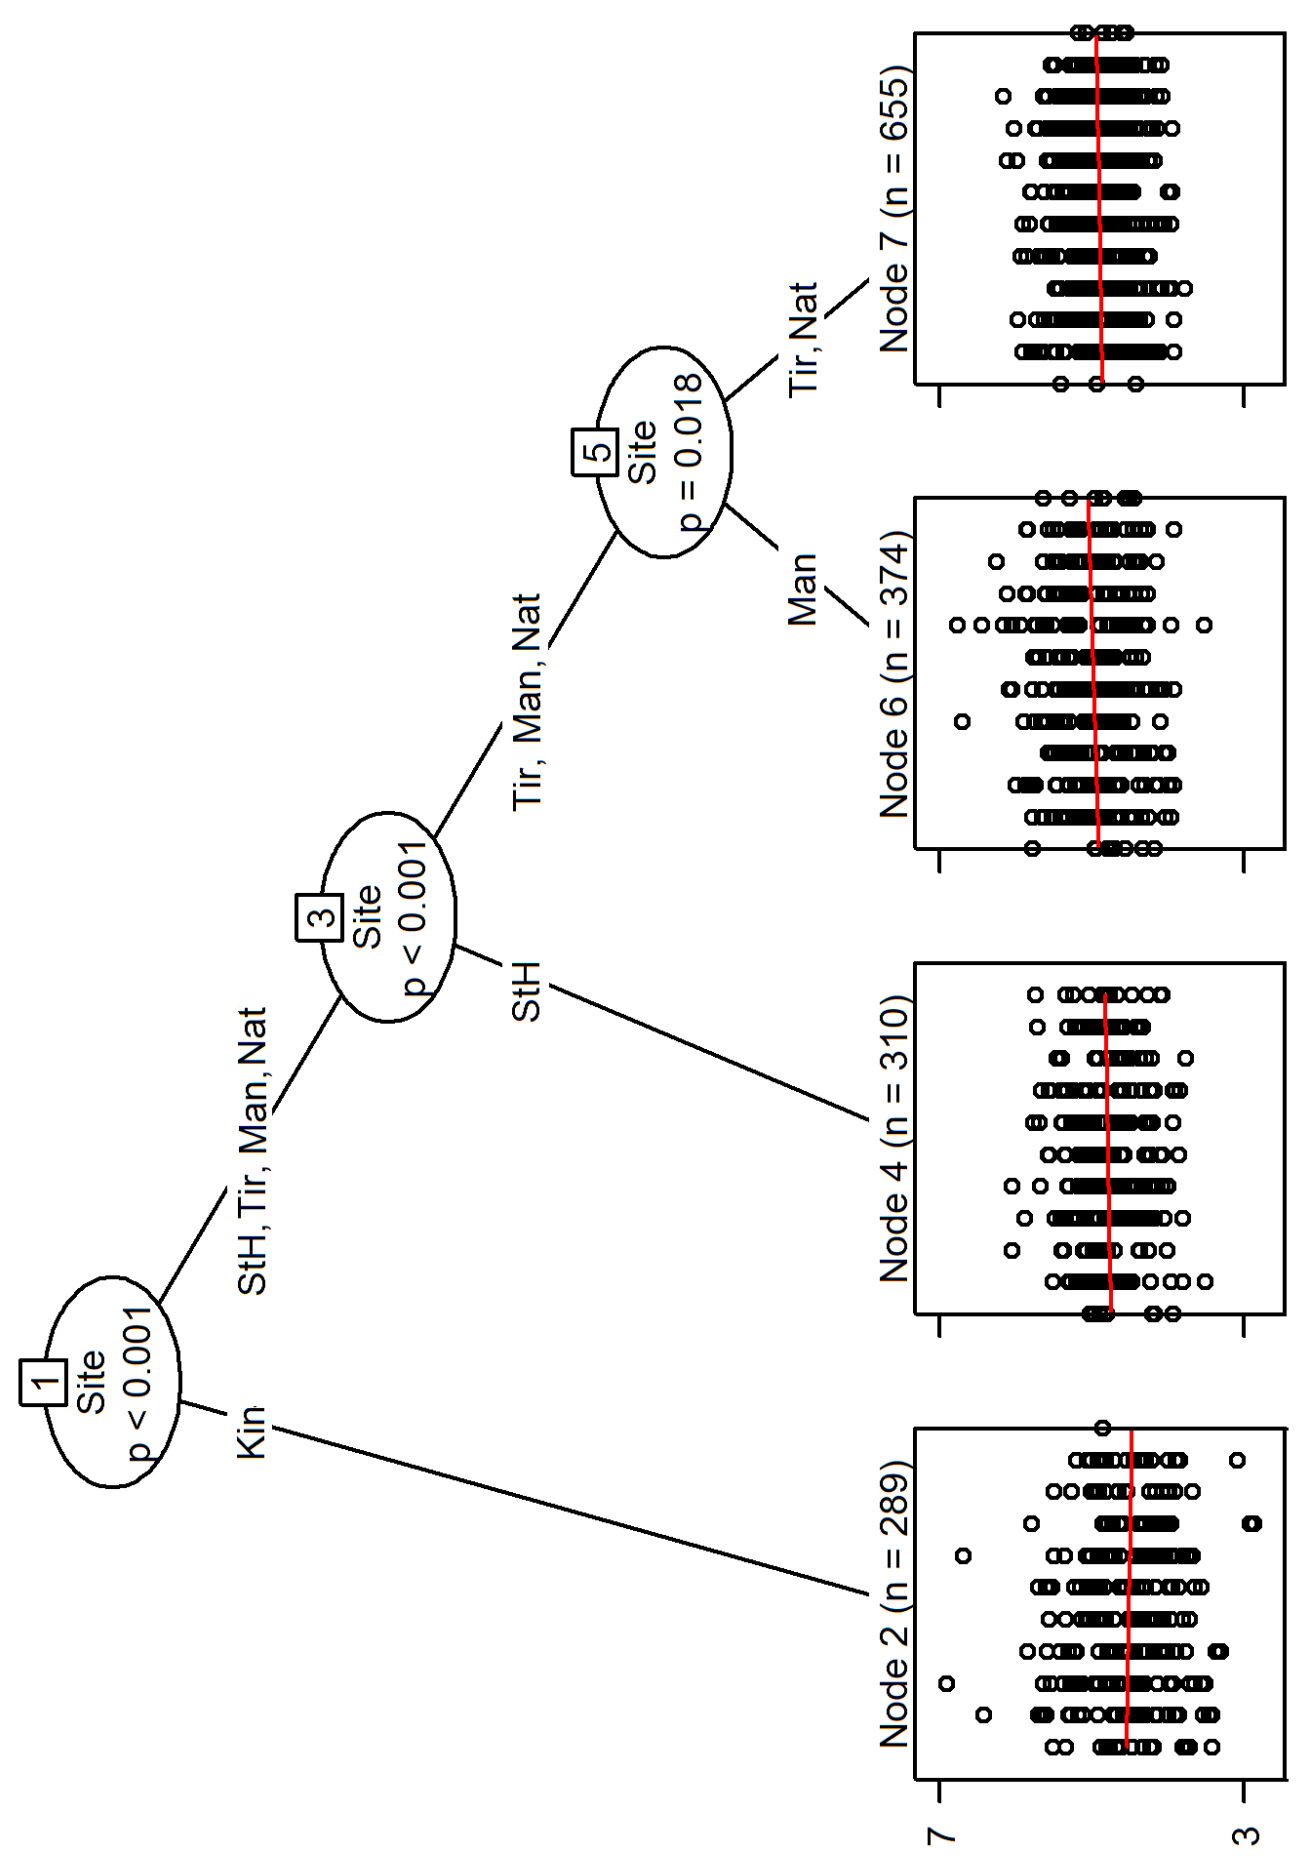 1
Site
p < 0.001
Kin
StH, Tir, Man, Nat
3
Site
p < 0.001
StH
Tir, Man, Nat
5
Site
p = 0.018
Man
Tir, Nat
Node 2 (n = 289)
Node 4 (n = 310)
Node 6 (n = 374)
Node 7 (n = 655)
7
3